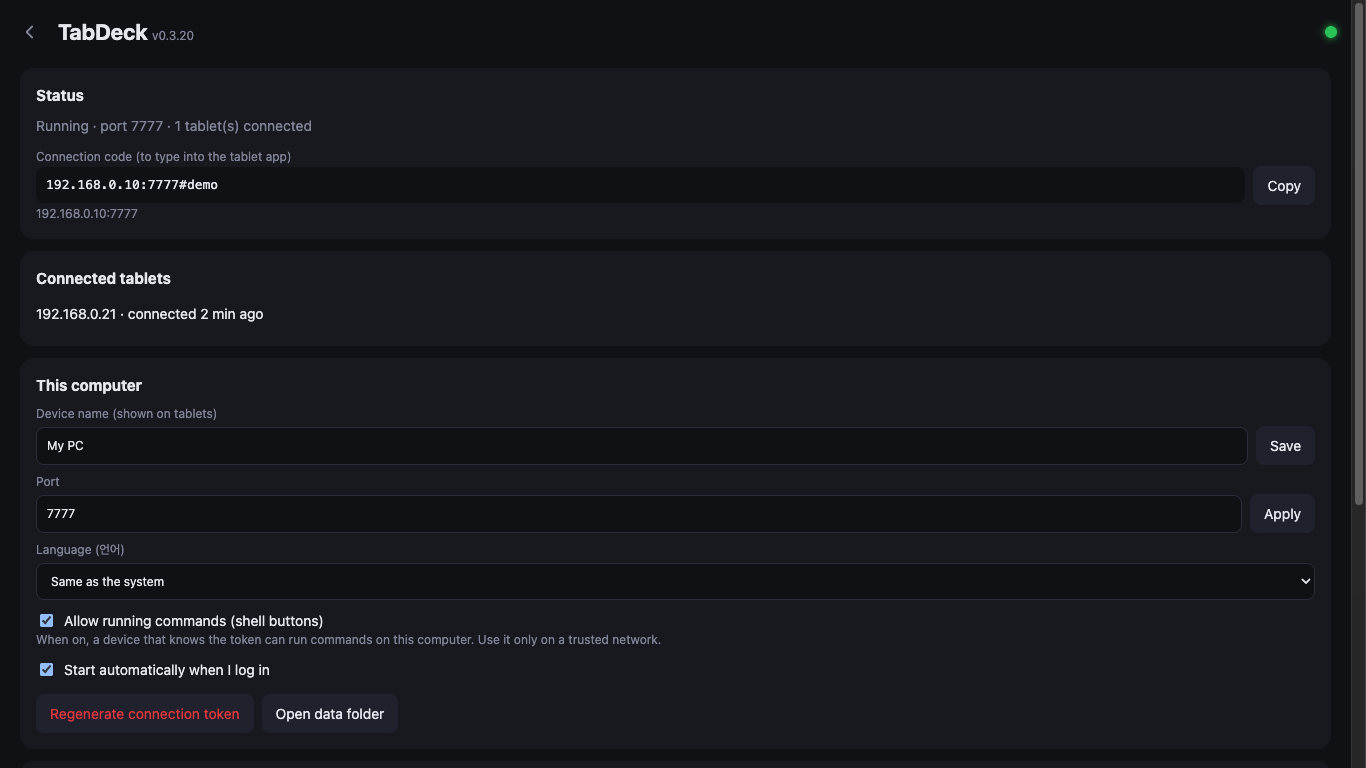 TabDeck v0.3.20
Status
Running · port 7777 · 1 tablet(s) connected
Connection code (to type into the tablet app)
192.168.0.10:7777#demo
Copy
192.168.0.10:7777
Connected tablets
192.168.0.21 · connected 2 min ago
This computer
Device name (shown on tablets)
My PC
Save
Port
7777
Apply
Language (언어)
Same as the system
Allow running commands (shell buttons)
When on, a device that knows the token can run commands on this computer. Use it only on a trusted network.
Start automatically when I log in
Regenerate connection token
Open data folder